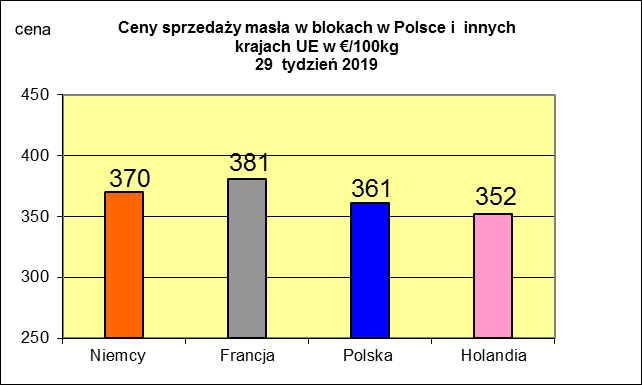 cena
Ceny sprzedaży masła w blokach w Polsce i  innych
krajach UE w €/100kg
29  tydzień 2019
450
400
350
300
250
370
381
361
352
Niemcy
Francja
Polska
Holandia